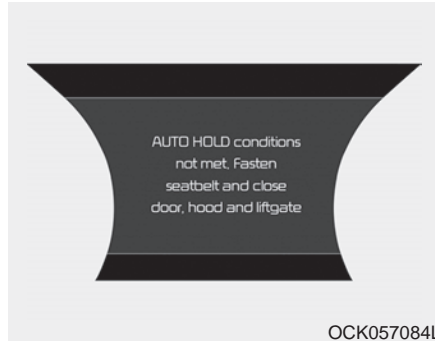 AUTO HOLD conditions
not met, Fasten
seatbelt and close
door, hood and liftgate
OCK057084L